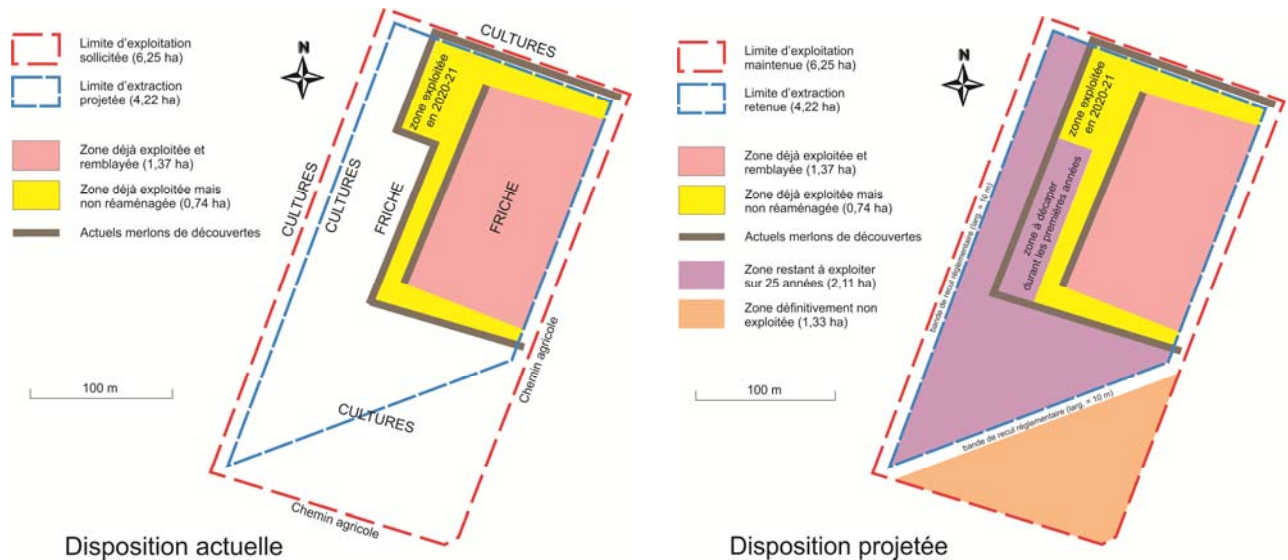 Limite d'exploitation
sollicitée (6,25 ha)
Limite d'extraction
projetée (4,22 ha)
Zone déjà exploitée et
remblayée (1,37 ha)
Zone déjà exploitée mais
non réaménagée (0,74 ha)
Actuels merlons de découvertes
100 m
N
CULTURES
zone exploitée
en 2020-21
CULTURES
CULTURES
FRICHE
FRICHE
Chemin agricole
CULTURES
Chemin agricole
Disposition actuelle
Limite d'exploitation
maintenue (6,25 ha)
Limite d'extraction
retenue (4,22 ha)
Zone déjà exploitée et
remblayée (1,37 ha)
Zone déjà exploitée mais
non réaménagée (0,74 ha)
Actuels merlons de découvertes
Zone restant à exploiter
sur 25 années (2,11 ha)
Zone définitivement non
exploitée (1,33 ha)
100 m
N
zone exploitée
en 2020-21
zone à décaper
durant les premières années
bande de recul réglementaire (larg. = 10 m)
bande de recul réglementaire (larg. = 10 m)
Disposition projetée